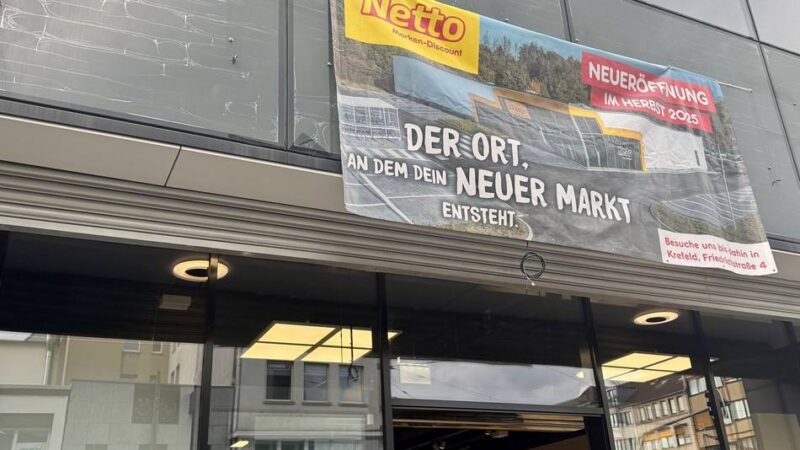 Netto
Marken-Discount
NEUERÖFFNUNG
IM HERBST 2025
DER ORT,
AN DEM DEIN NEUER MARKT
ENTSTEHT.
Besuche uns bis dahin in
Krefeld, Friedrichstraße 4